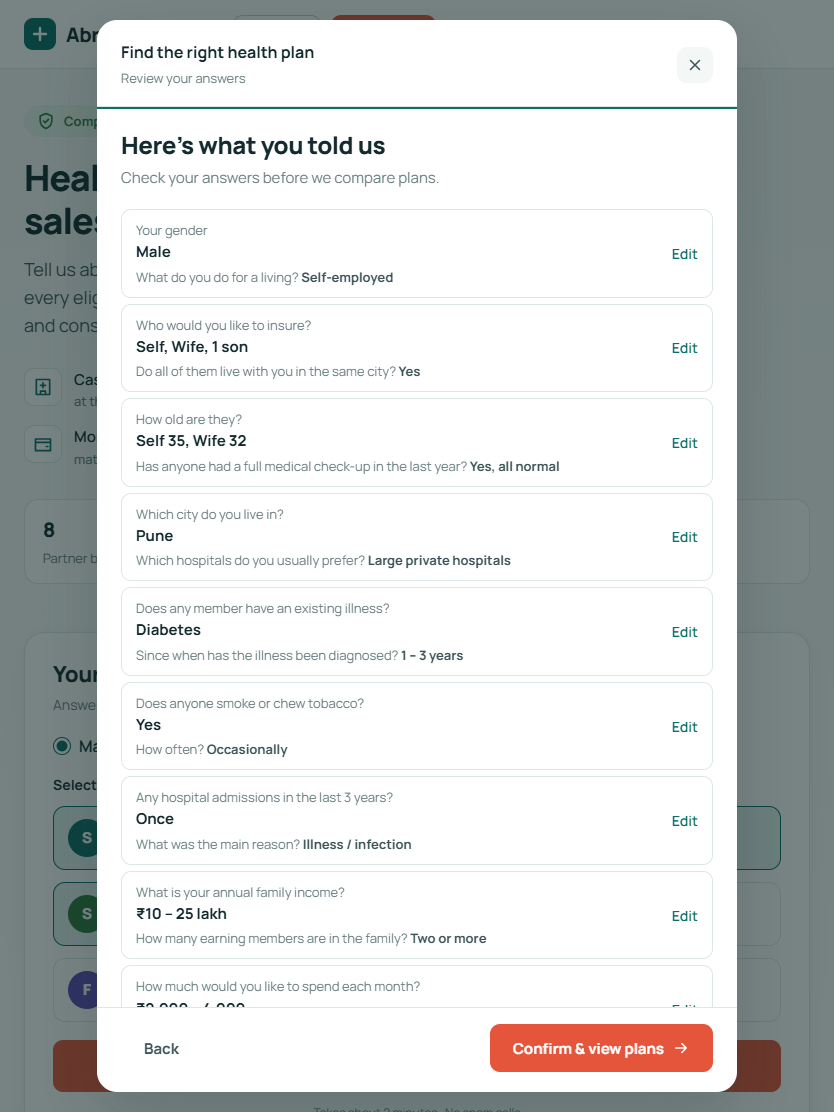 Find the right health plan
Review your answers
Here's what you told us
Check your answers before we compare plans.
Your gender
Male
Edit
What do you do for a living? Self-employed
Who would you like to insure?
Self, Wife, 1 son
Edit
Do all of them live with you in the same city? Yes
How old are they?
Self 35, Wife 32
Edit
Has anyone had a full medical check-up in the last year? Yes, all normal
Which city do you live in?
Pune
Edit
Which hospitals do you usually prefer? Large private hospitals
Does any member have an existing illness?
Diabetes
Edit
Since when has the illness been diagnosed? 1 – 3 years
Does anyone smoke or chew tobacco?
Yes
Edit
How often? Occasionally
Any hospital admissions in the last 3 years?
Once
Edit
What was the main reason? Illness / infection
What is your annual family income?
₹10 – 25 lakh
Edit
How many earning members are in the family? Two or more
How much would you like to spend each month?
Back
Confirm & view plans
Tell us
and
8
Partner
Your
S
S
F